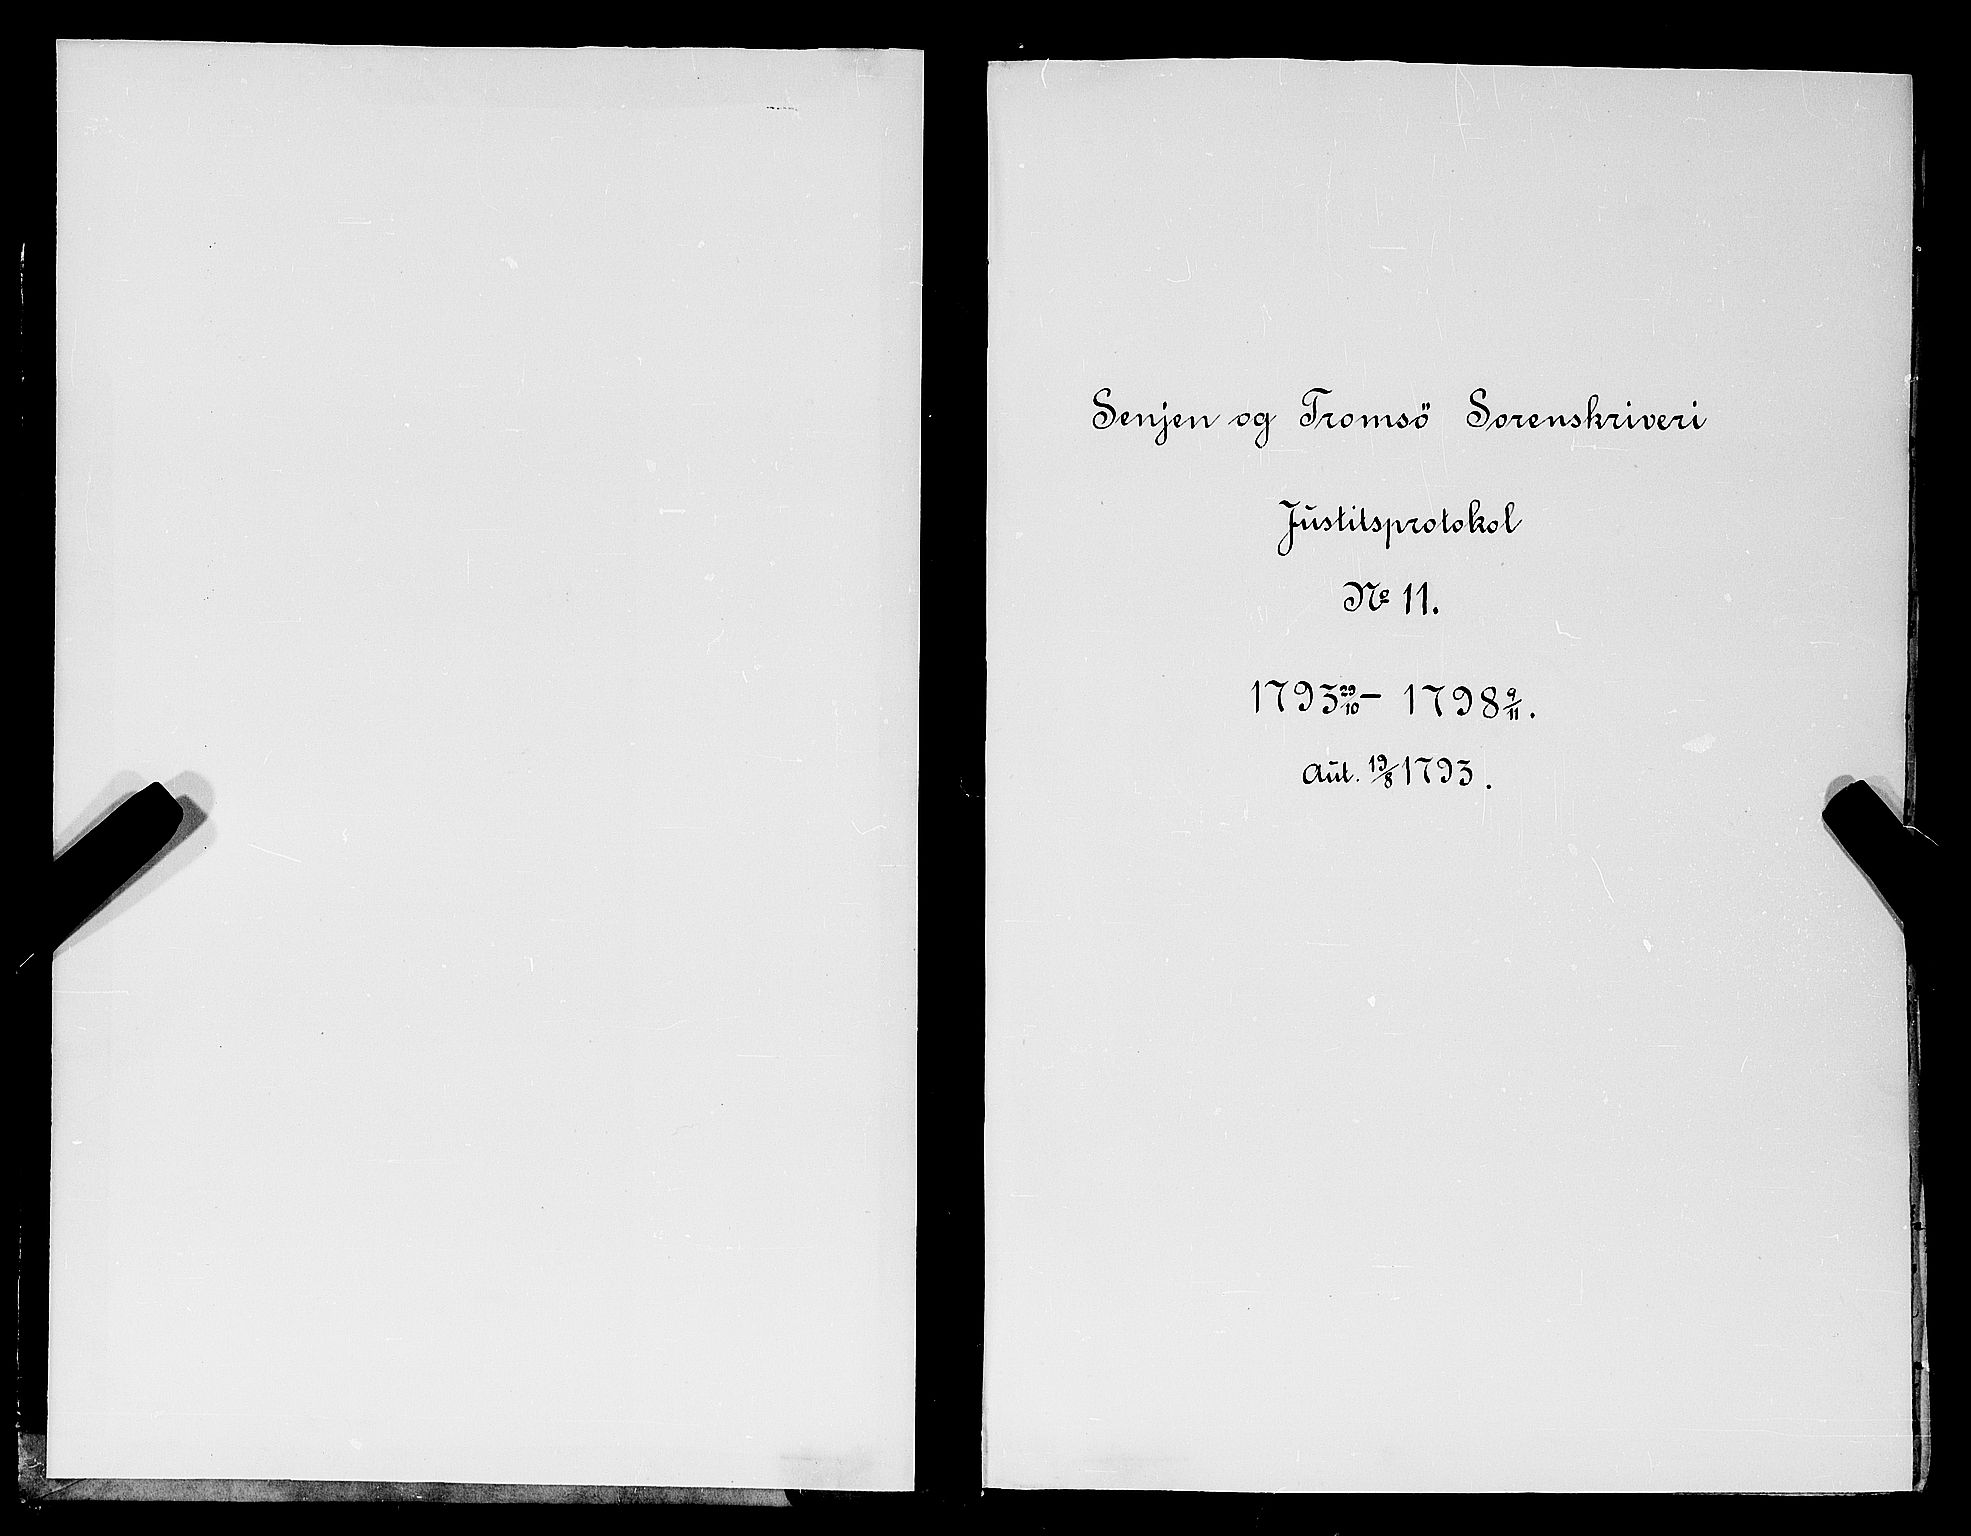 Senjen og Tromsö Sorenskriveri
Justitsprotokol
№ 11.
1793 29/10 – 1798 9/11.
Aut. 19/8 1793.